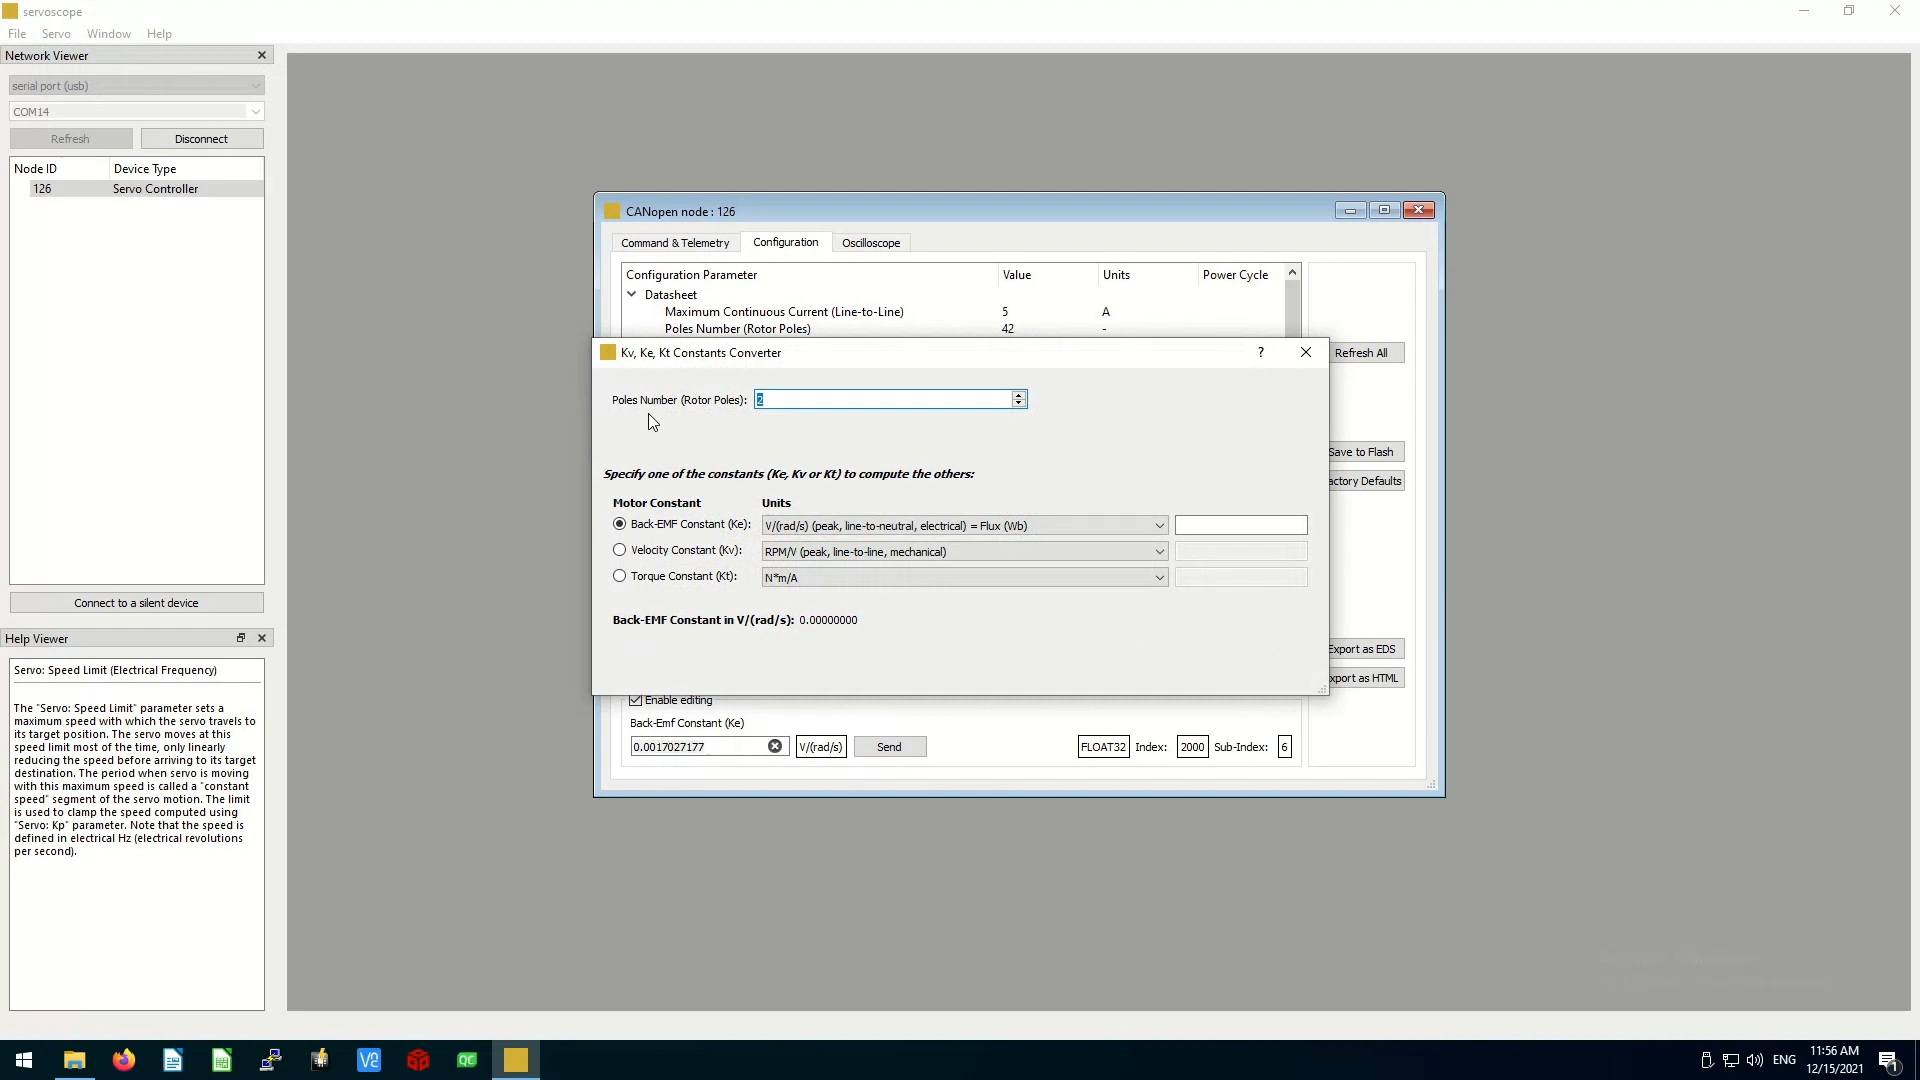 servoscope
File Servo Window Help
Network Viewer
serial port (usb)
COM14
Refresh Disconnect
Node ID Device Type
126 Servo Controller
Connect to a silent device
Help Viewer
Servo: Speed Limit (Electrical Frequency)
The "Servo: Speed Limit" parameter sets a
maximum speed with which the servo travels to
its target position. The servo moves at this
speed limit most of the time, only linearly
reducing the speed before arriving to its target
destination. The period when servo is moving
with this maximum speed is called a "constant
speed" segment of the servo motion. The limit
is used to clamp the speed computed using
"Servo: Kp" parameter. Note that the speed is
defined in electrical Hz (electrical revolutions
per second).
CANopen node : 126
Command & Telemetry Configuration Oscilloscope
Configuration Parameter Value Units Power Cycle
Datasheet
Maximum Continuous Current (Line-to-Line) 5 A
Poles Number (Rotor Poles) 42 -
Kv, Ke, Kt Constants Converter ?
Poles Number (Rotor Poles): 2
Specify one of the constants (Ke, Kv or Kt) to compute the others:
Motor Constant Units
Back-EMF Constant (Ke): V/(rad/s) (peak, line-to-neutral, electrical) = Flux (Wb)
Velocity Constant (Kv): RPM/V (peak, line-to-line, mechanical)
Torque Constant (Kt): N*m/A
Back-EMF Constant in V/(rad/s): 0.00000000
Refresh All
Save to Flash
actory Defaults
Export as EDS
xport as HTML
Enable editing
Back-Emf Constant (Ke)
0.0017027177 V/(rad/s) Send FLOAT32 Index: 2000 Sub-Index: 6
V2 QC ENG 11:56 AM
12/15/2021 1